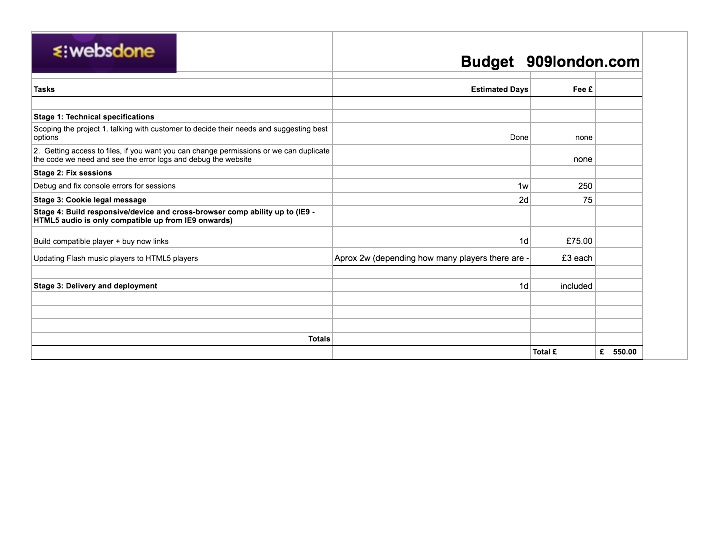 websdone
Budget 909london.com
Tasks Estimated Days Fee £
Stage 1: Technical specifications
Scoping the project 1. talking with customer to decide their needs and suggesting best
options Done none
2. Getting access to files, if you want you can change permissions or we can duplicate
the code we need and see the error logs and debug the website none
Stage 2: Fix sessions
Debug and fix console errors for sessions 1w 250
Stage 3: Cookie legal message 2d 75
Stage 4: Build responsive/device and cross-browser comp ability up to (IE9 -
HTML5 audio is only compatible up from IE9 onwards)
Build compatible player + buy now links 1d £75.00
Updating Flash music players to HTML5 players Aprox 2w (depending how many players there are - £3 each
Stage 3: Delivery and deployment 1d included
Totals
Total £ £ 550.00